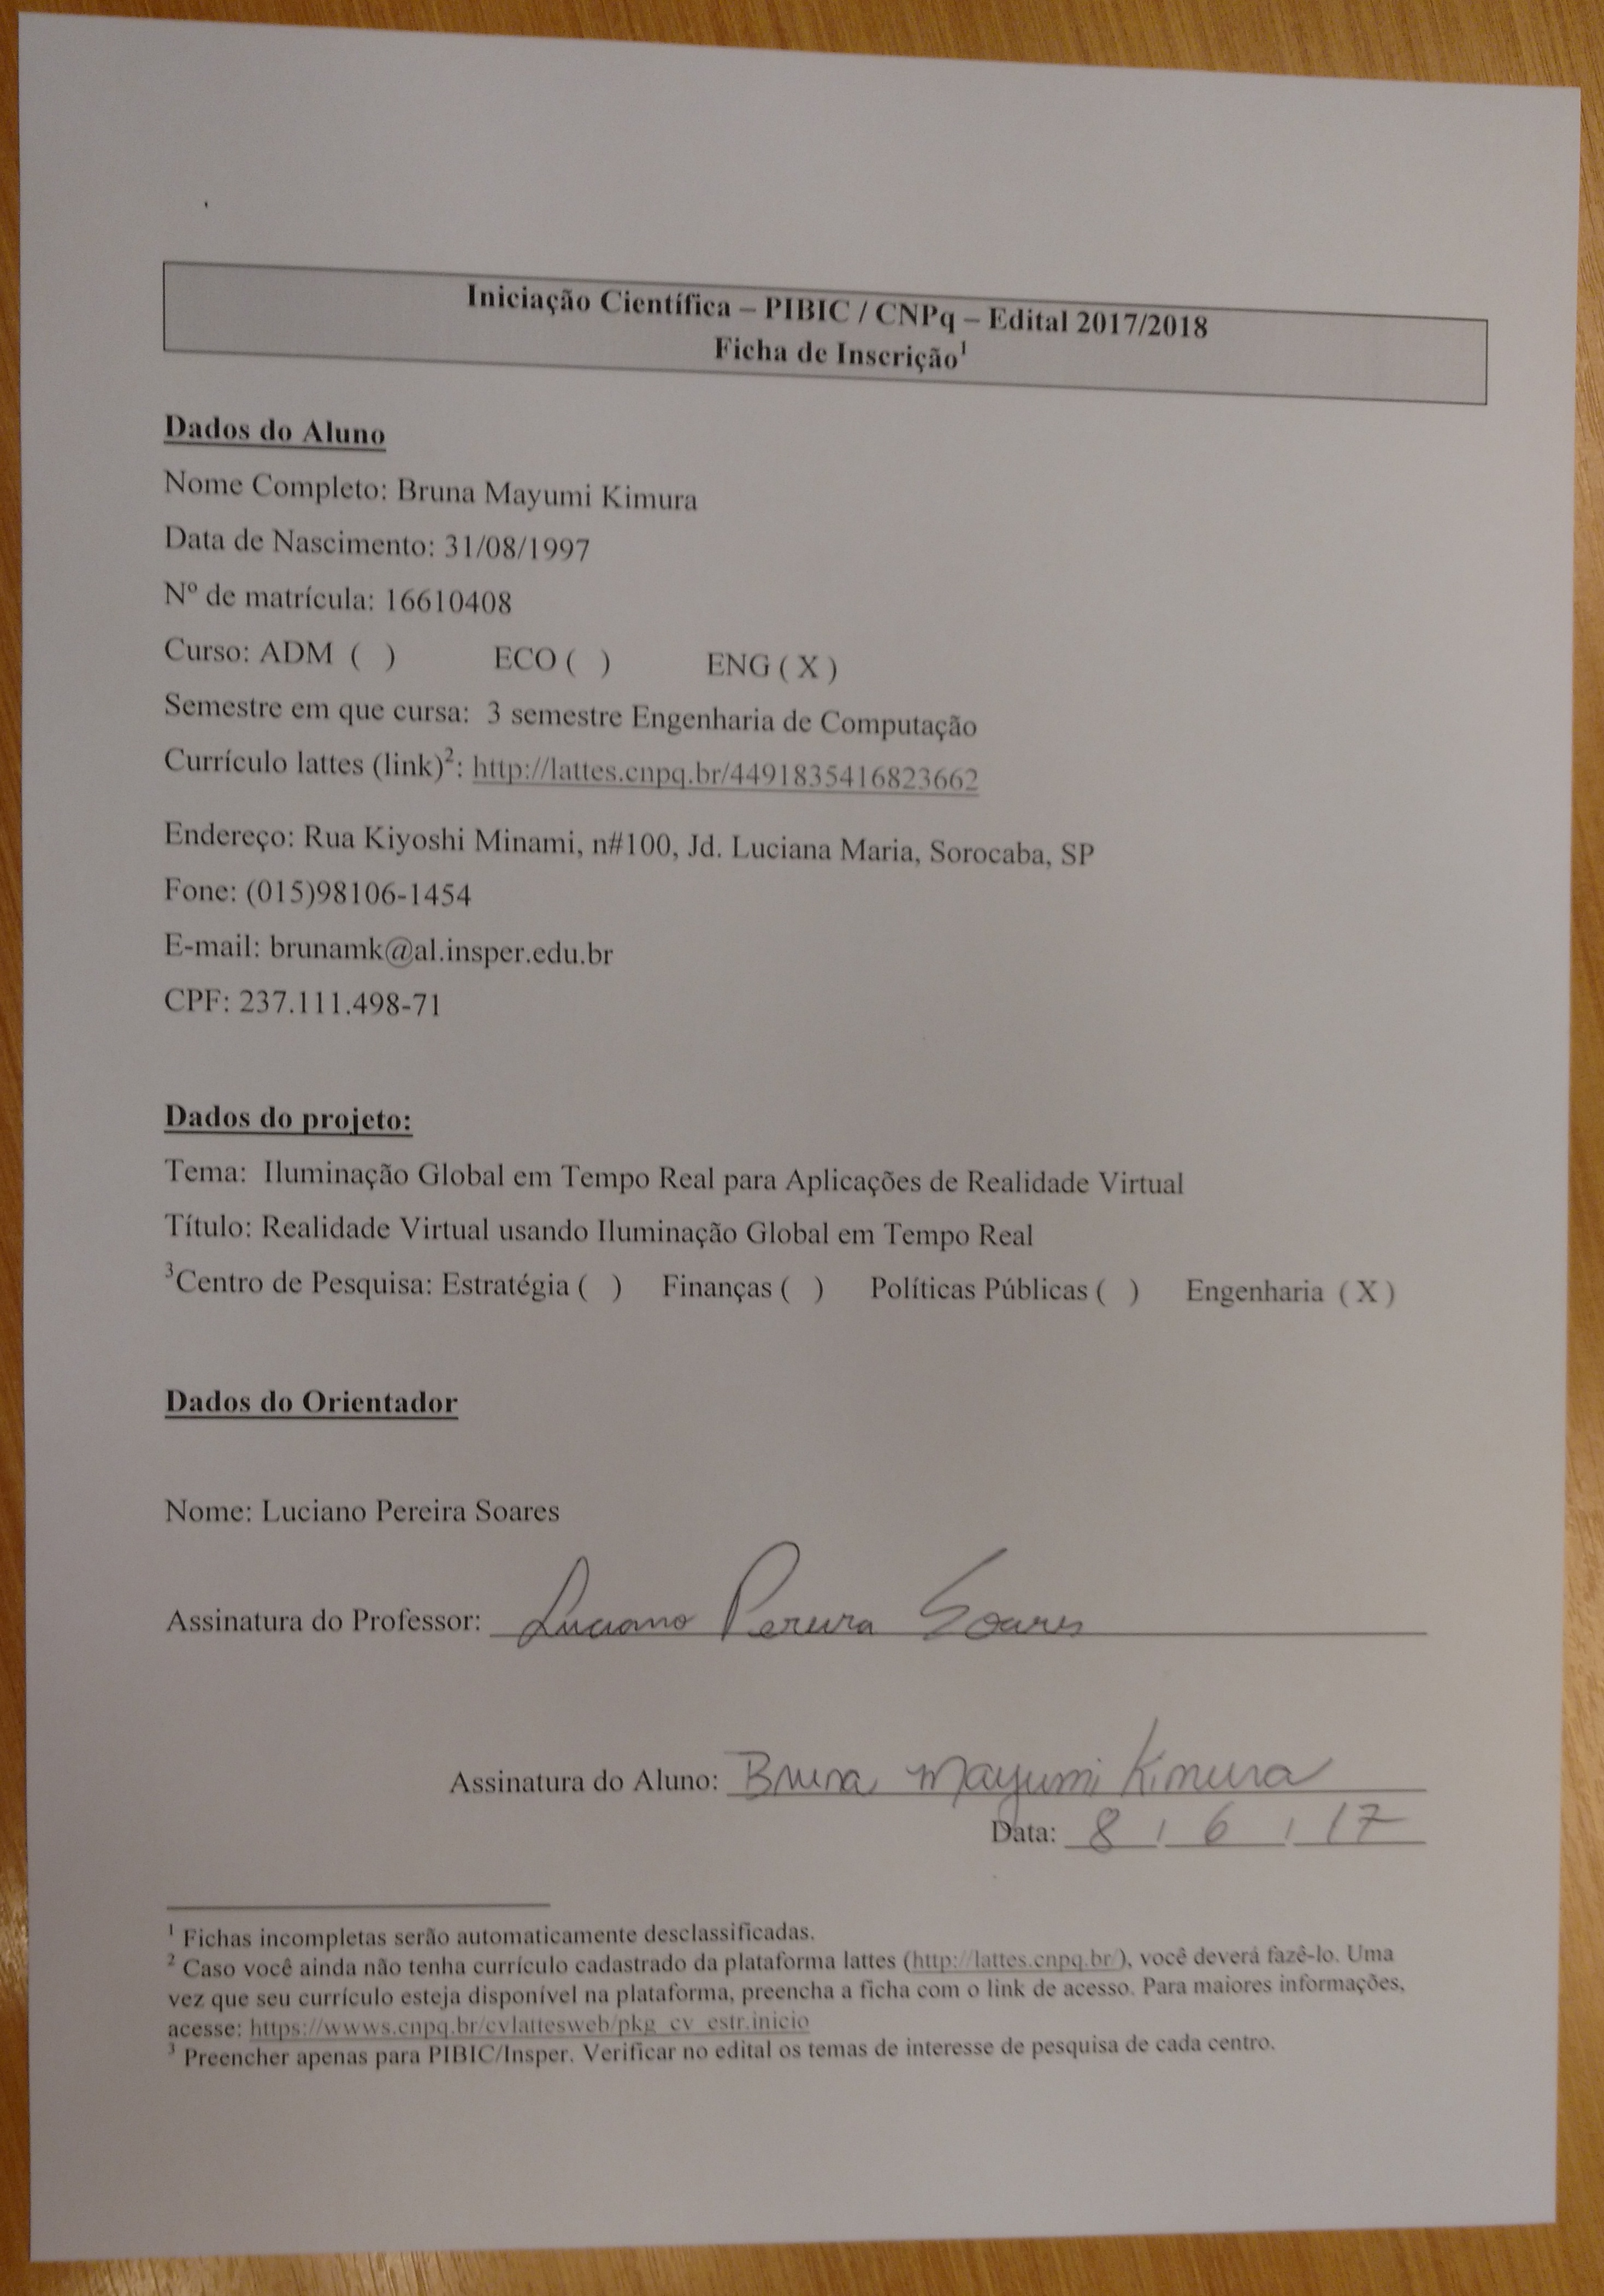 Iniciação Científica – PIBIC / CNPq – Edital 2017/2018
Ficha de Inscrição¹
Dados do Aluno
Nome Completo: Bruna Mayumi Kimura
Data de Nascimento: 31/08/1997
Nº de matrícula: 16610408
Curso: ADM ( ) ECO ( ) ENG ( X )
Semestre em que cursa: 3 semestre Engenharia de Computação
Currículo lattes (link)²: http://lattes.cnpq.br/4491835416823662
Endereço: Rua Kiyoshi Minami, n#100, Jd. Luciana Maria, Sorocaba, SP
Fone: (015)98106-1454
E-mail: brunamk@al.insper.edu.br
CPF: 237.111.498-71
Dados do projeto:
Tema: Iluminação Global em Tempo Real para Aplicações de Realidade Virtual
Título: Realidade Virtual usando Iluminação Global em Tempo Real
³Centro de Pesquisa: Estratégia ( ) Finanças ( ) Políticas Públicas ( ) Engenharia ( X )
Dados do Orientador
Nome: Luciano Pereira Soares
Assinatura do Professor: Luciano Pereira Soares
Assinatura do Aluno: Bruna Mayumi Kimura
Data: 8 / 6 / 17
¹ Fichas incompletas serão automaticamente desclassificadas.
² Caso você ainda não tenha currículo cadastrado da plataforma lattes (http://lattes.cnpq.br/), você deverá fazê-lo. Uma
vez que seu currículo esteja disponível na plataforma, preencha a ficha com o link de acesso. Para maiores informações,
acesse: https://wwws.cnpq.br/cvlattesweb/pkg_cv_estr.inicio
³ Preencher apenas para PIBIC/Insper. Verificar no edital os temas de interesse de pesquisa de cada centro.